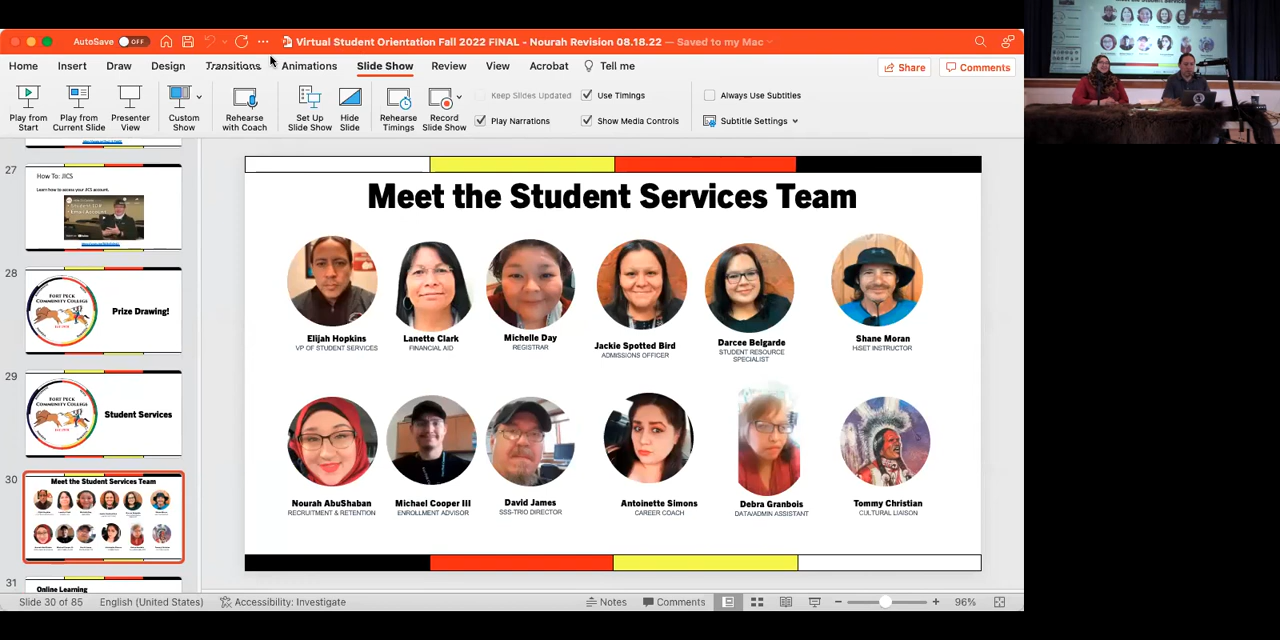 AutoSave OFF
Virtual Student Orientation Fall 2022 FINAL - Nourah Revision 08.18.22 — Saved to my Mac
Home Insert Draw Design Transitions Animations Slide Show Review View Acrobat Tell me
Share Comments
Play from Start
Play from Current Slide
Presenter View
Custom Show
Rehearse with Coach
Set Up Slide Show
Hide Slide
Rehearse Timings
Record Slide Show
Keep Slides Updated
Use Timings
Always Use Subtitles
Play Narrations
Show Media Controls
Subtitle Settings
27
How To: JICS
Learn how to access your JICS account.
28
FORT PECK COMMUNITY COLLEGE
Prize Drawing!
29
FORT PECK COMMUNITY COLLEGE
Student Services
30
Meet the Student Services Team
31
Online Learning
Meet the Student Services Team
Elijah Hopkins
VP OF STUDENT SERVICES
Lanette Clark
FINANCIAL AID
Michelle Day
REGISTRAR
Jackie Spotted Bird
ADMISSIONS OFFICER
Darcee Belgarde
STUDENT RESOURCE
SPECIALIST
Shane Moran
HiSET INSTRUCTOR
Nourah AbuShaban
RECRUITMENT & RETENTION
Michael Cooper III
ENROLLMENT ADVISOR
David James
SSS-TRIO DIRECTOR
Antoinette Simons
CAREER COACH
Debra Granbois
DATA/ADMIN ASSISTANT
Tommy Christian
CULTURAL LIAISON
Slide 30 of 85 English (United States) Accessibility: Investigate
Notes Comments 96%